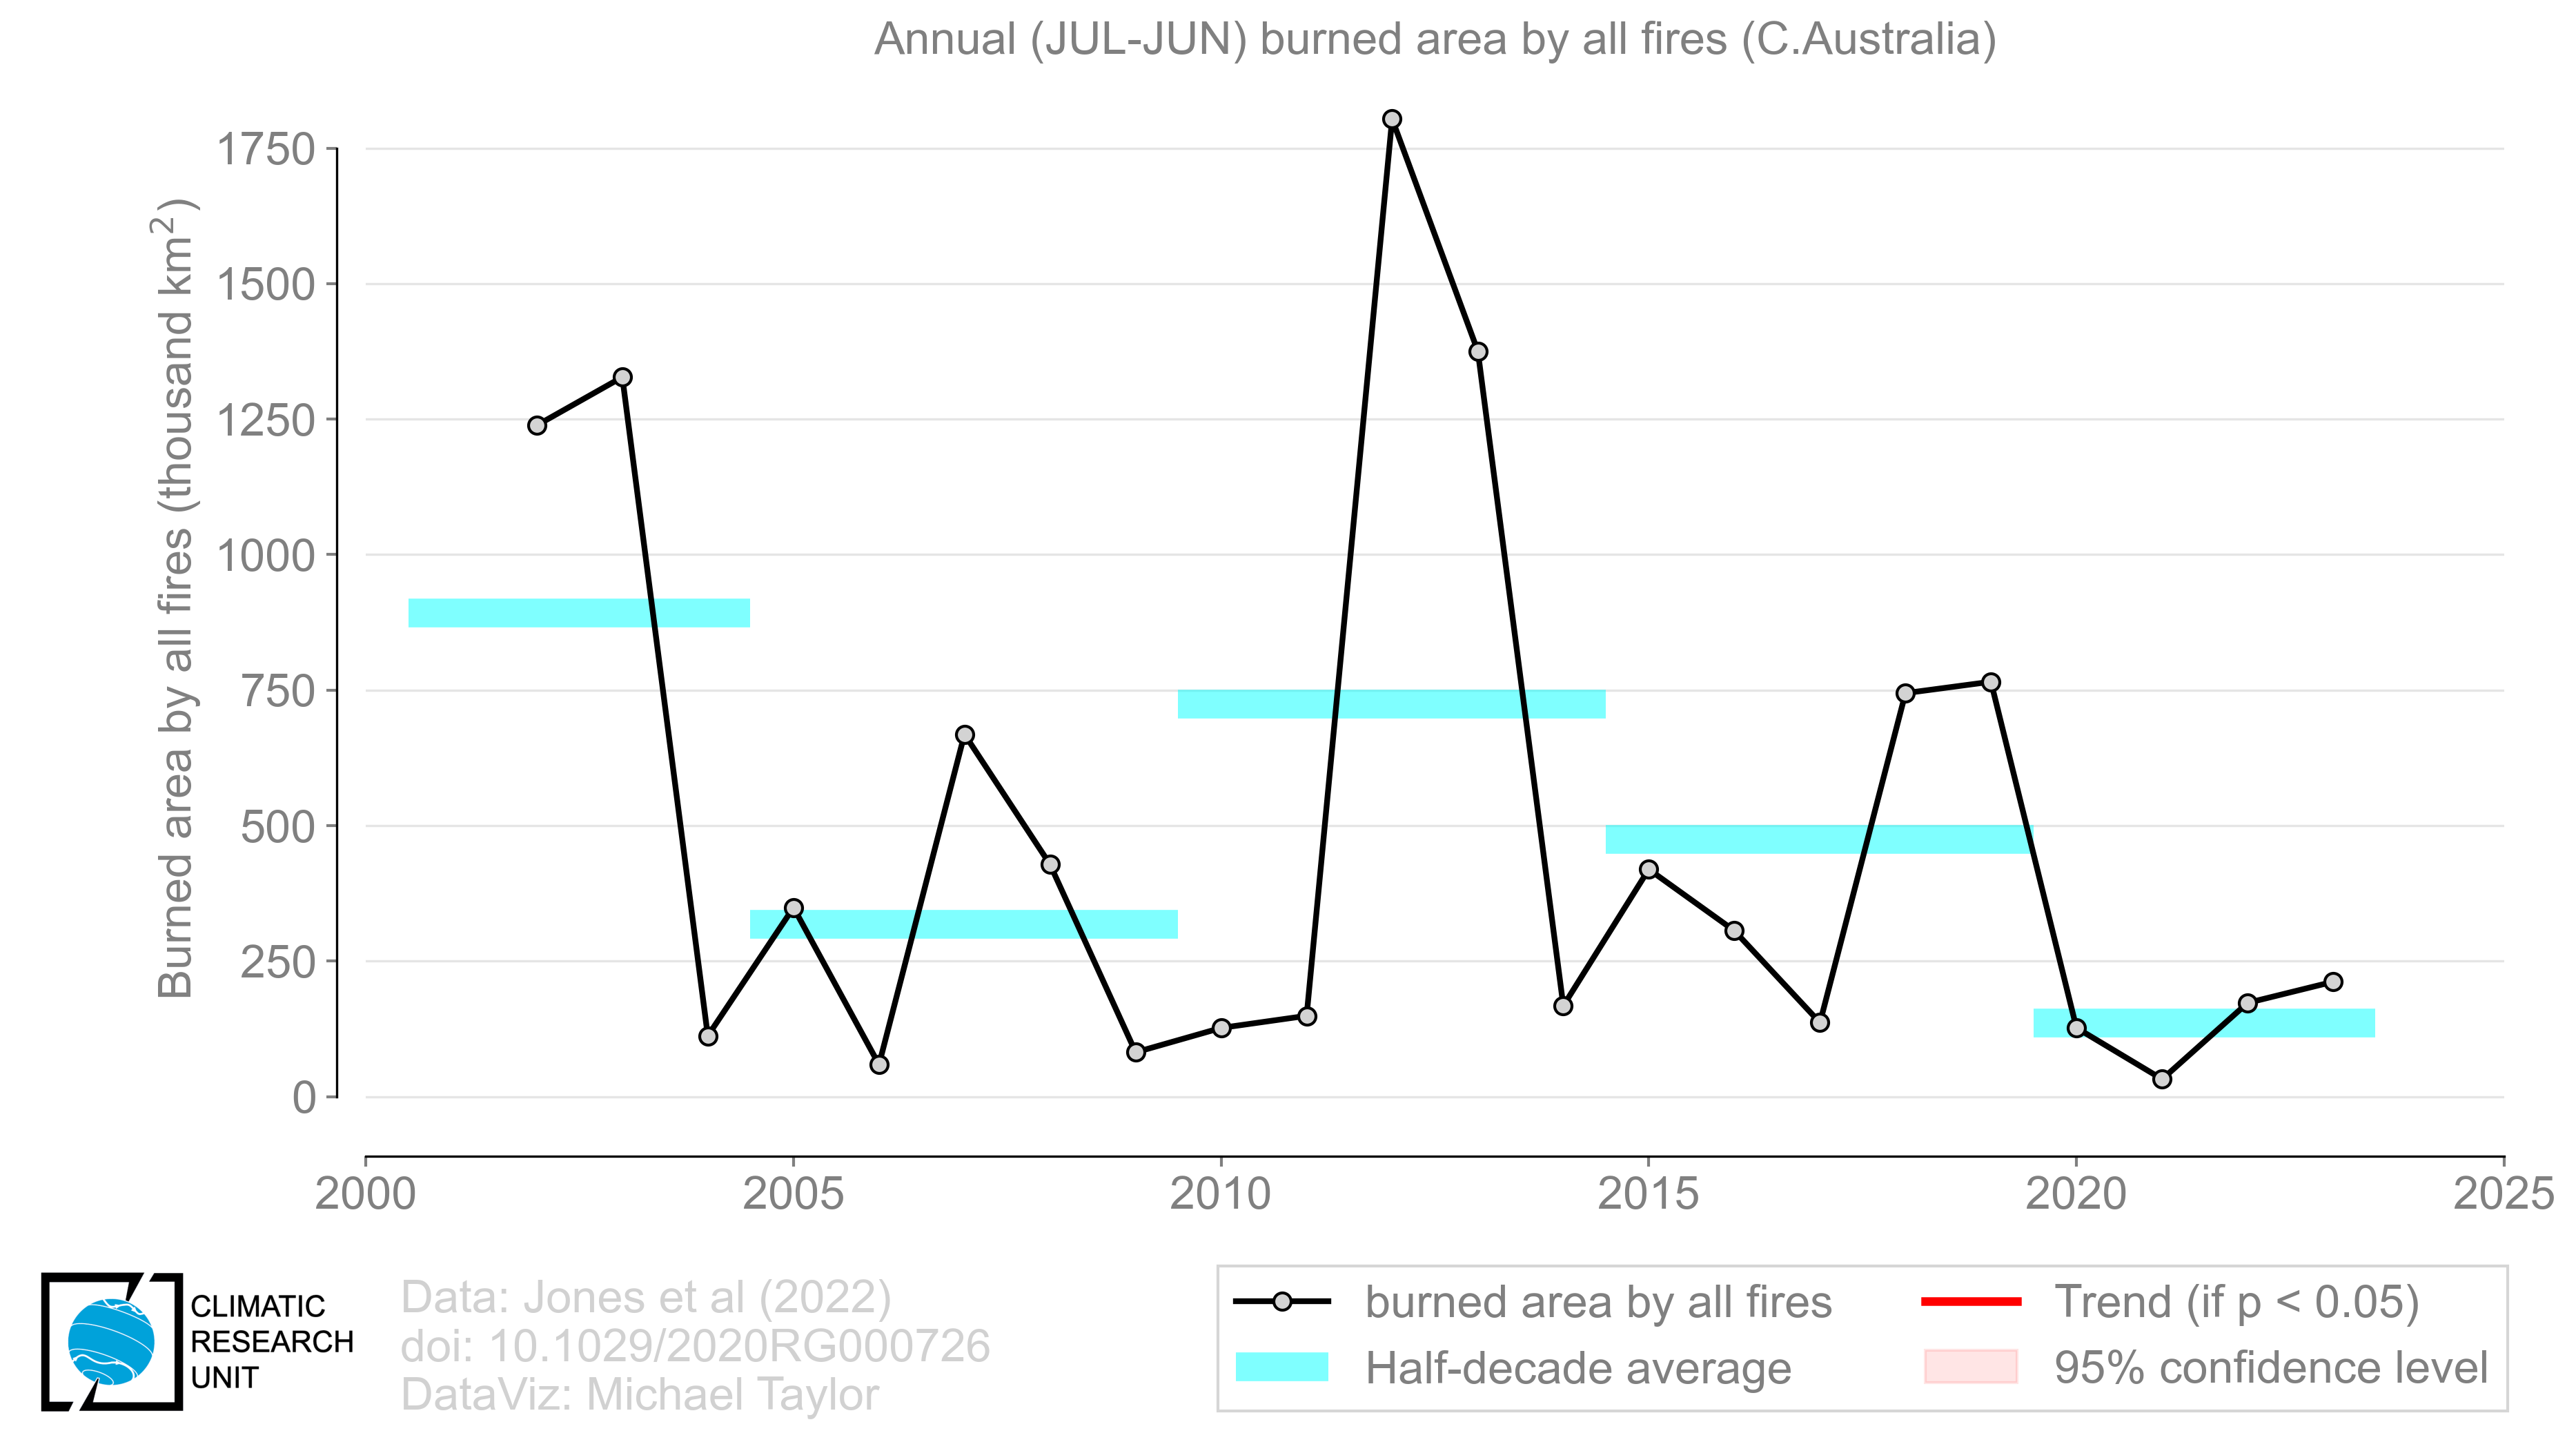 Annual (JUL-JUN) burned area by all fires (C.Australia)
Burned area by all fires (thousand km²)
1750
1500
1250
1000
750
500
250
0
2000 2005 2010 2015 2020 2025
CLIMATIC
RESEARCH
UNIT
Data: Jones et al (2022)
doi: 10.1029/2020RG000726
DataViz: Michael Taylor
burned area by all fires
Half-decade average
Trend (if p < 0.05)
95% confidence level